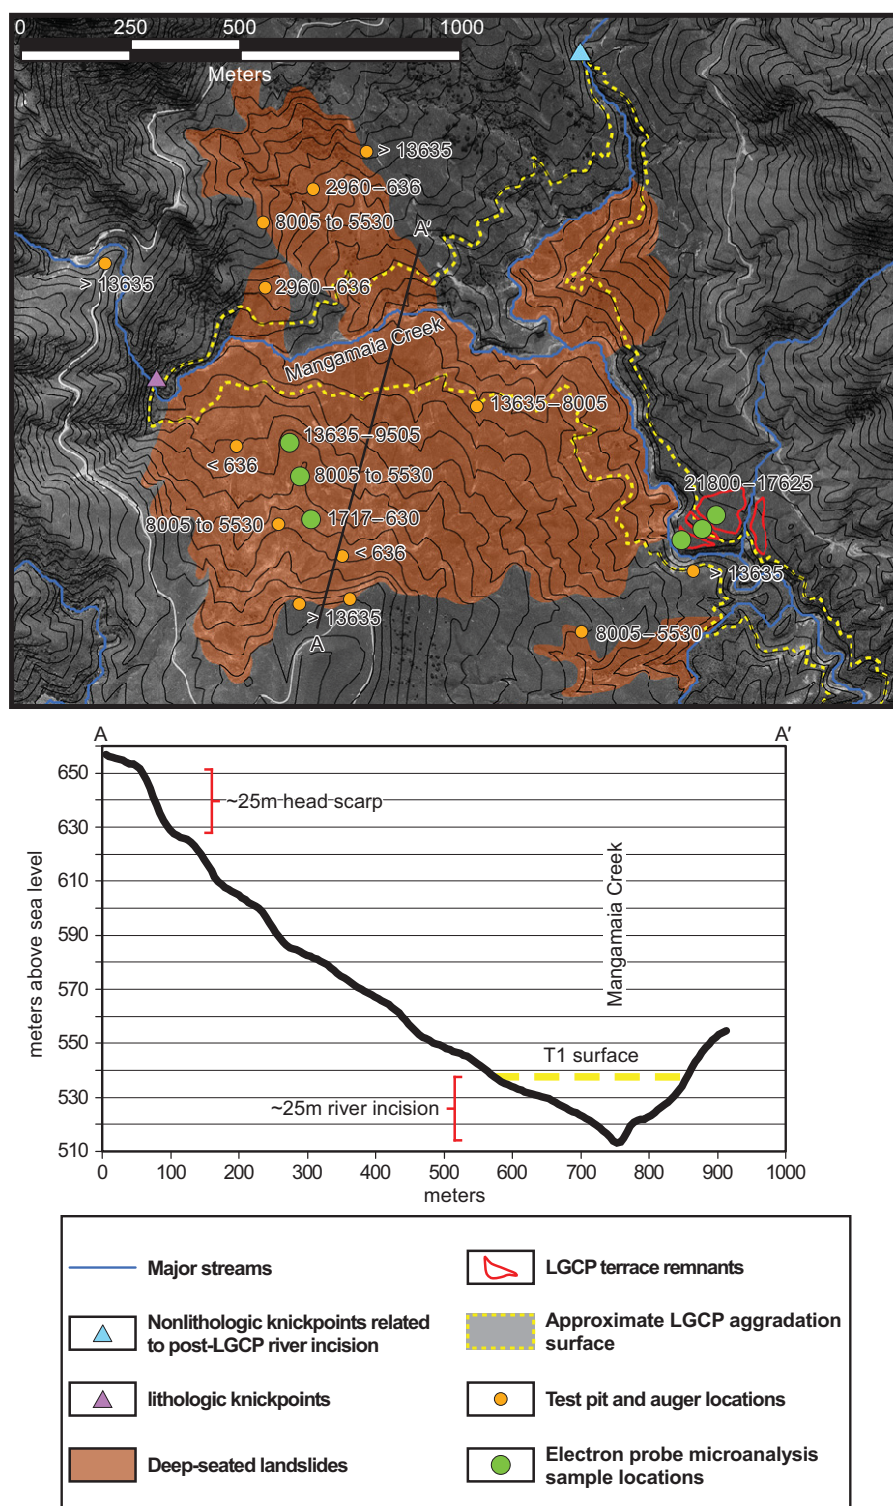 0 250 500 1000
Meters
> 13635
2960–636
8005 to 5530
A'
> 13635
2960–636
Mangamaia Creek
13635–8005
13635–9505
< 636
8005 to 5530
21800–17625
8005 to 5530
1717–630
< 636
> 13635
> 13635
8005–5530
A
A A'
650
~25m head scarp
630
610
590
570
550
530
510
meters above sea level
Mangamaia Creek
T1 surface
~25m river incision
0 100 200 300 400 500 600 700 800 900 1000
meters
Major streams
Nonlithologic knickpoints related
to post-LGCP river incision
lithologic knickpoints
Deep-seated landslides
LGCP terrace remnants
Approximate LGCP aggradation
surface
Test pit and auger locations
Electron probe microanalysis
sample locations